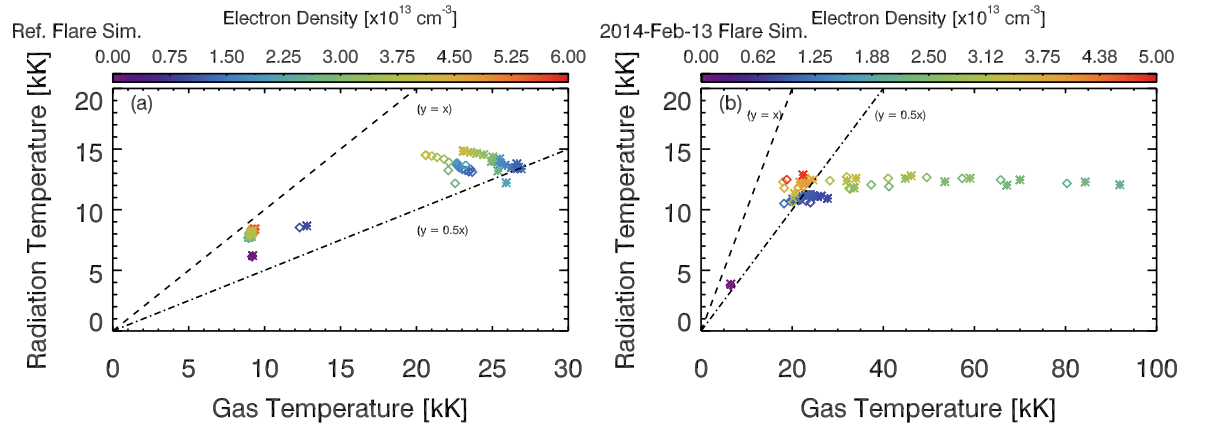 Electron Density [x10^13 cm^-3]
Ref. Flare Sim.
0.00 0.75 1.50 2.25 3.00 3.75 4.50 5.25 6.00
(a)
(y = x)
(y = 0.5x)
Radiation Temperature [kK]
20
15
10
5
0
0 5 10 15 20 25 30
Gas Temperature [kK]
Electron Density [x10^13 cm^-3]
2014-Feb-13 Flare Sim.
0.00 0.62 1.25 1.88 2.50 3.12 3.75 4.38 5.00
(b)
(y = x)
(y = 0.5x)
Radiation Temperature [kK]
20
15
10
5
0
0 20 40 60 80 100
Gas Temperature [kK]